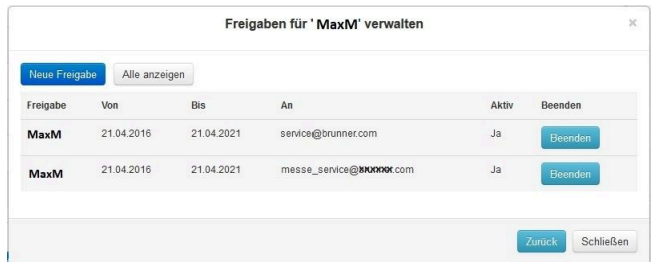 Freigaben für ' MaxM' verwalten ×
Neue Freigabe Alle anzeigen
Freigabe Von Bis An Aktiv Beenden
MaxM 21.04.2016 21.04.2021 service@brunner.com Ja Beenden
MaxM 21.04.2016 21.04.2021 messe_service@xxxxxx.com Ja Beenden
Zurück Schließen